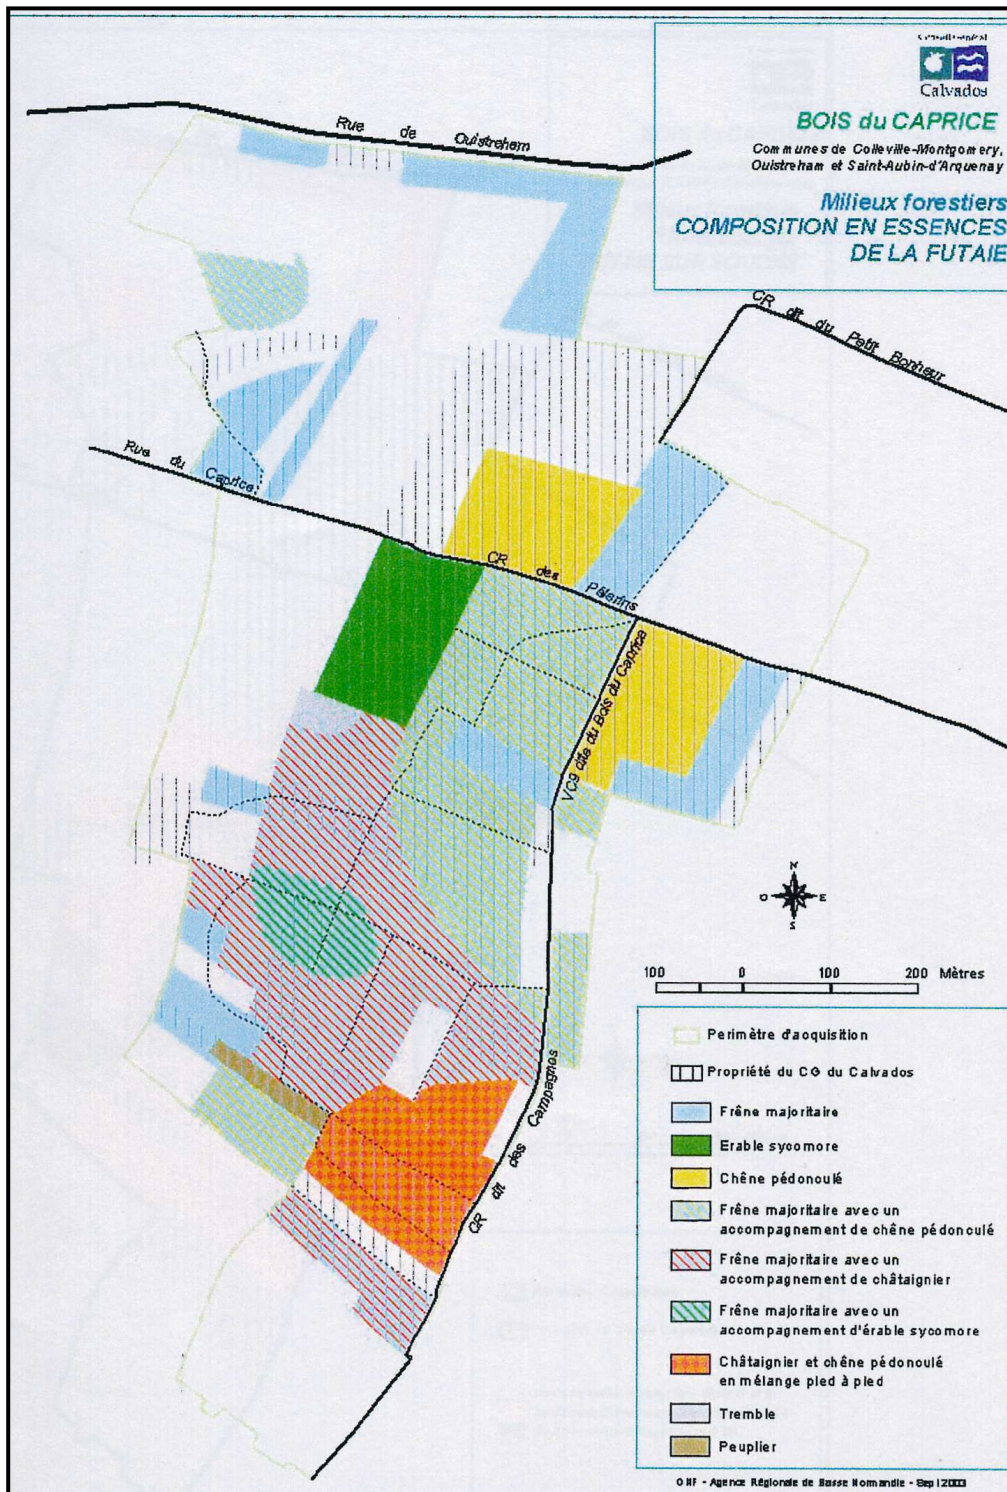 Conseil Général
Calvados
BOIS du CAPRICE
Communes de Colleville-Montgomery,
Ouistreham et Saint-Aubin-d'Arquenay
Milieux forestiers
COMPOSITION EN ESSENCES
DE LA FUTAIE
Rue de Ouistrehem
CR dit du Petit Bonheur
Rue du Caprice
CR des Pélerins
VC9 dite du Bois du Caprice
CR dit des Campagnes
N
O E
S
100 0 100 200 Mètres
Perimètre d'acquisition
Propriété du CG du Calvados
Frêne majoritaire
Erable sycomore
Chêne pédonculé
Frêne majoritaire avec un
accompagnement de chêne pédonculé
Frêne majoritaire avec un
accompagnement de châtaignier
Frêne majoritaire avec un
accompagnement d'érable sycomore
Châtaignier et chêne pédonculé
en mélange pied à pied
Tremble
Peuplier
ONF - Agence Régionale de Basse Normandie - Sept 2003